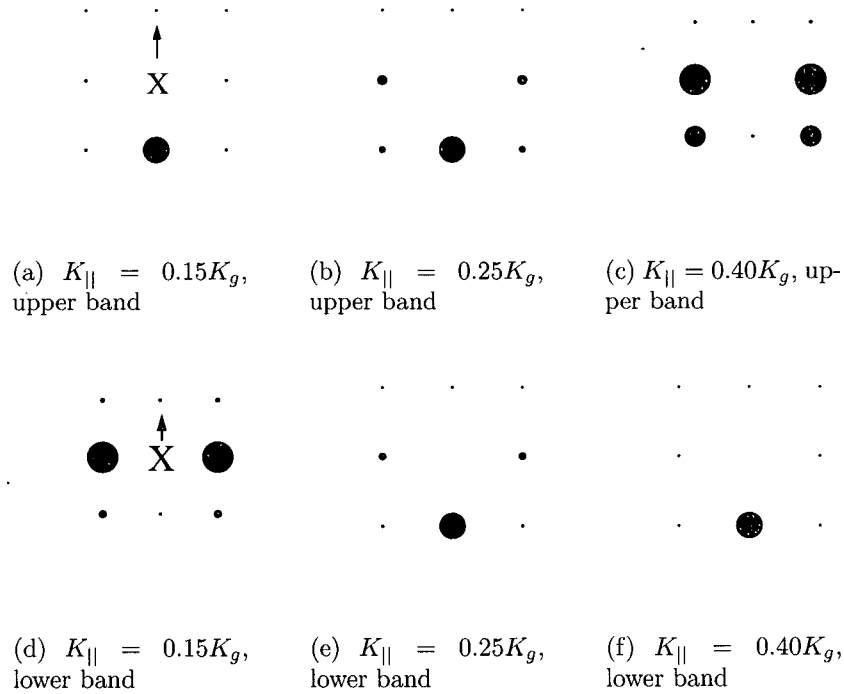 X
(a) K|| = 0.15Kg,
upper band
(b) K|| = 0.25Kg,
upper band
(c) K|| = 0.40Kg, up-
per band
X
(d) K|| = 0.15Kg,
lower band
(e) K|| = 0.25Kg,
lower band
(f) K|| = 0.40Kg,
lower band